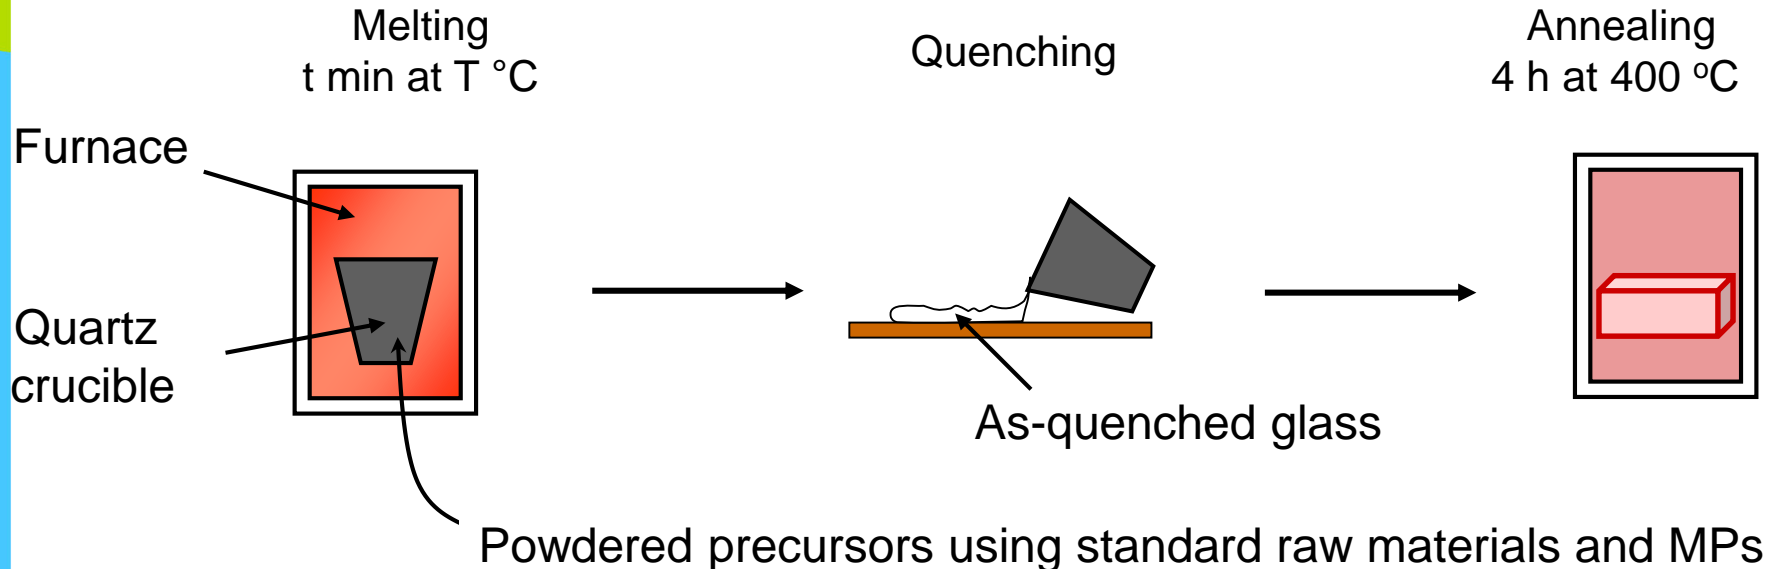 Melting
t min at T °C
Quenching
Annealing
4 h at 400 ºC
Furnace
Quartz
crucible
As-quenched glass
Powdered precursors using standard raw materials and MPs